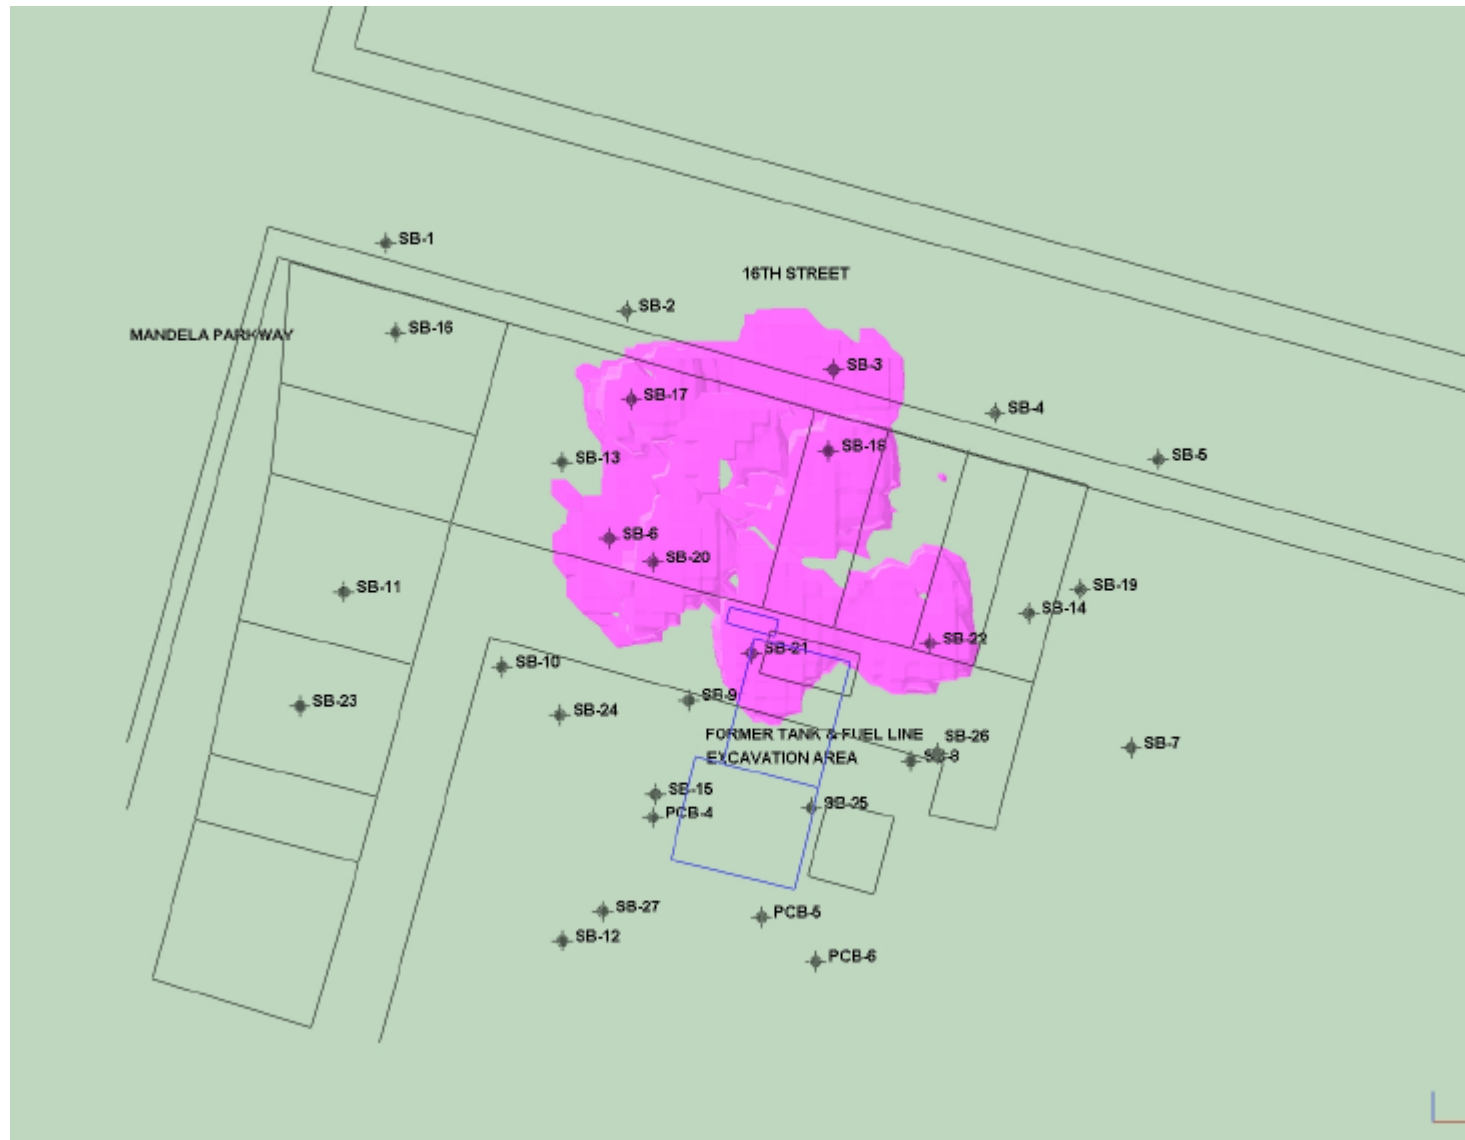 SB-1
16TH STREET
SB-2
MANDELA PARKWAY
SB-16
SB-3
SB-17
SB-4
SB-18
SB-5
SB-13
SB-6
SB-20
SB-11
SB-19
SB-14
SB-22
SB-21
SB-10
SB-9
SB-23
SB-24
FORMER TANK & FUEL LINE
EXCAVATION AREA
SB-26
SB-7
SB-8
SB-15
SB-25
PCB-4
SB-27
PCB-5
SB-12
PCB-6